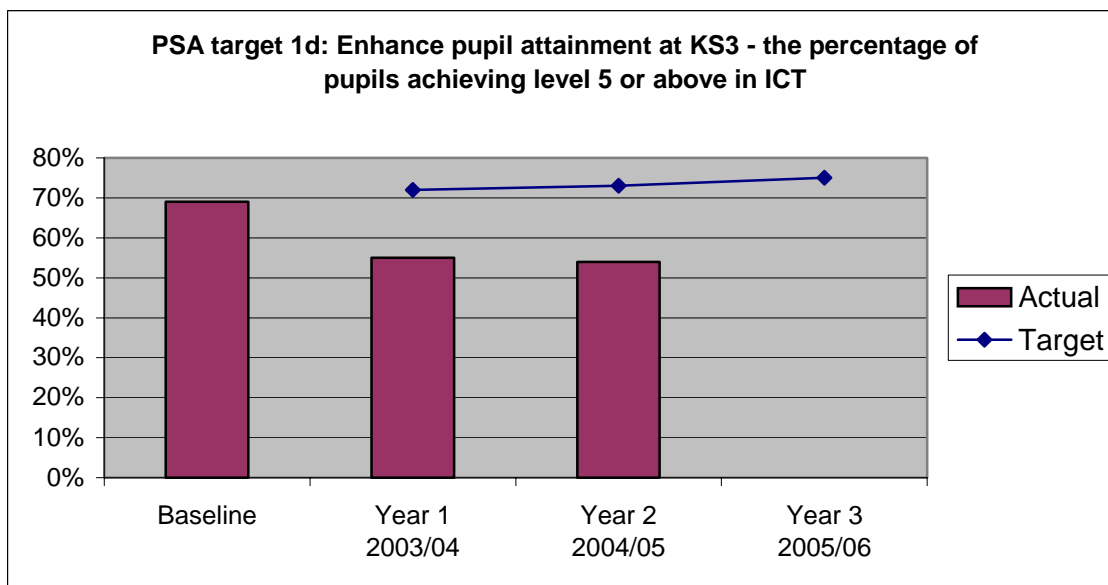 PSA target 1d: Enhance pupil attainment at KS3 - the percentage of
pupils achieving level 5 or above in ICT
80%
70%
60%
50%
40%
30%
20%
10%
0%
Baseline
Year 1
2003/04
Year 2
2004/05
Year 3
2005/06
Actual
Target